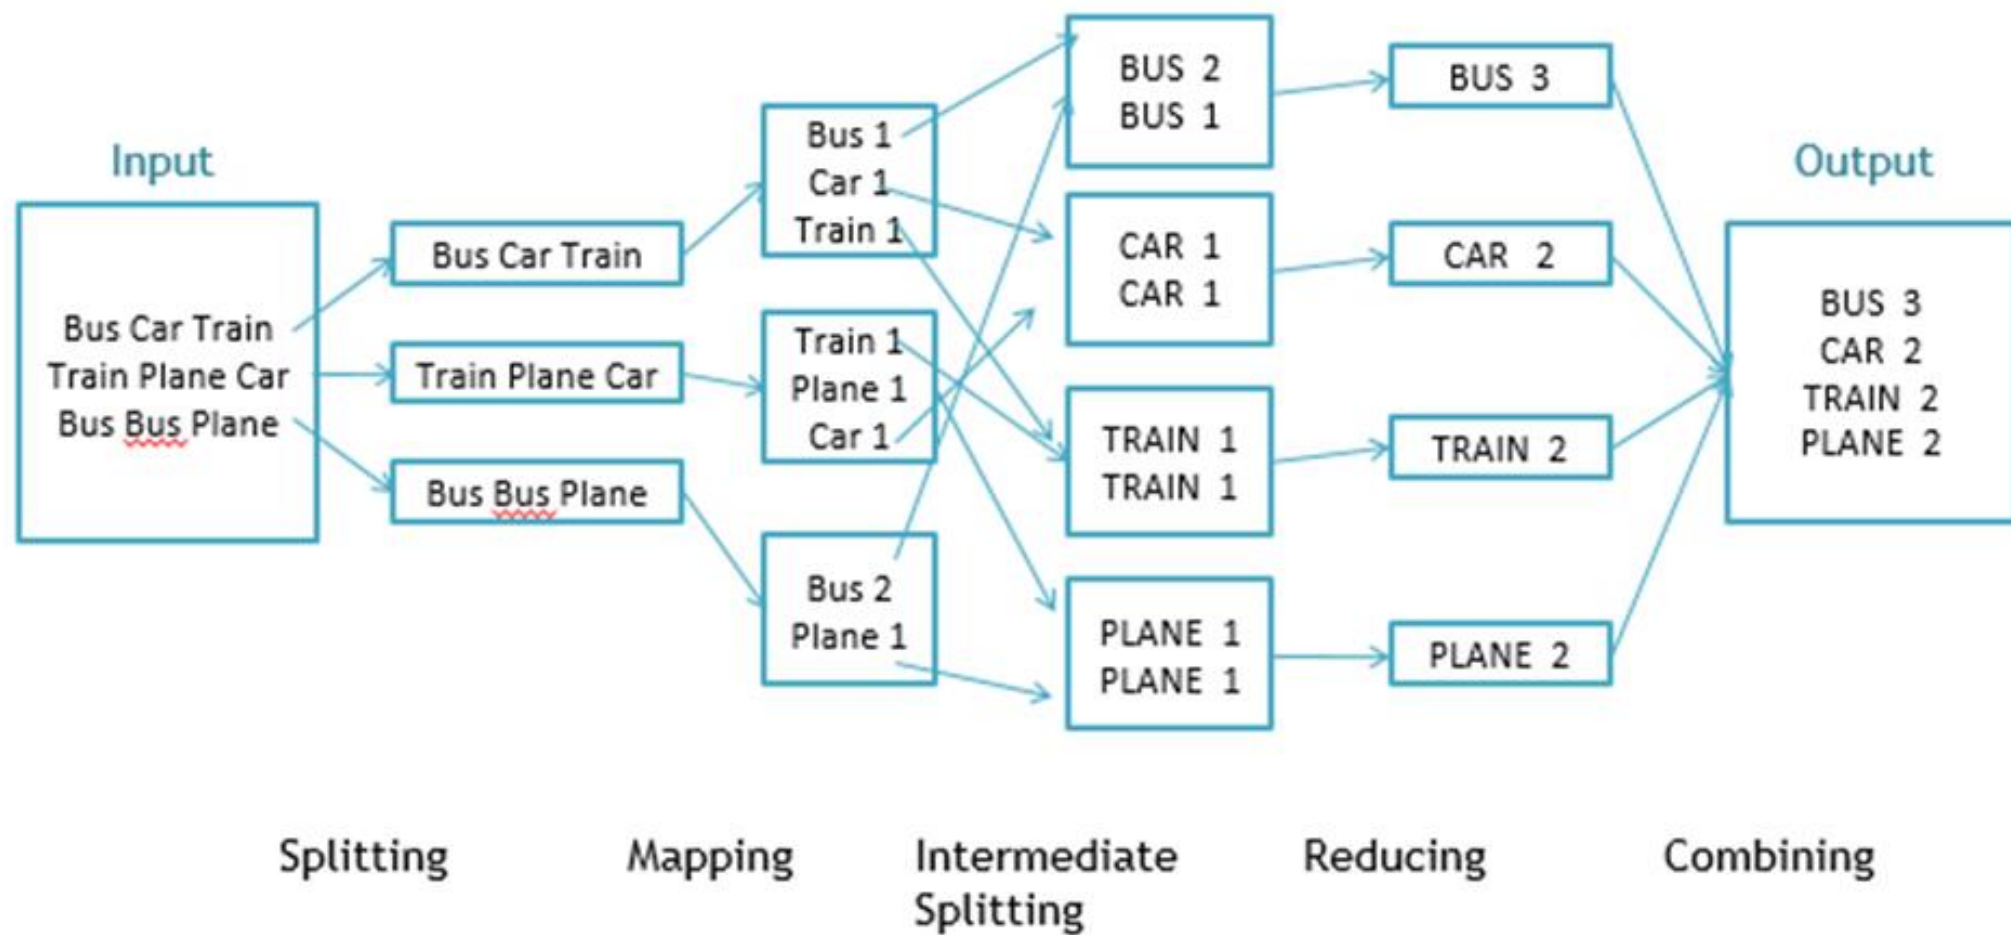 Input
Bus Car Train
Train Plane Car
Bus Bus Plane
Bus Car Train
Train Plane Car
Bus Bus Plane
Bus 1
Car 1
Train 1
Train 1
Plane 1
Car 1
Bus 2
Plane 1
BUS 2
BUS 1
CAR 1
CAR 1
TRAIN 1
TRAIN 1
PLANE 1
PLANE 1
BUS 3
CAR 2
TRAIN 2
PLANE 2
Output
BUS 3
CAR 2
TRAIN 2
PLANE 2
Splitting
Mapping
Intermediate
Splitting
Reducing
Combining